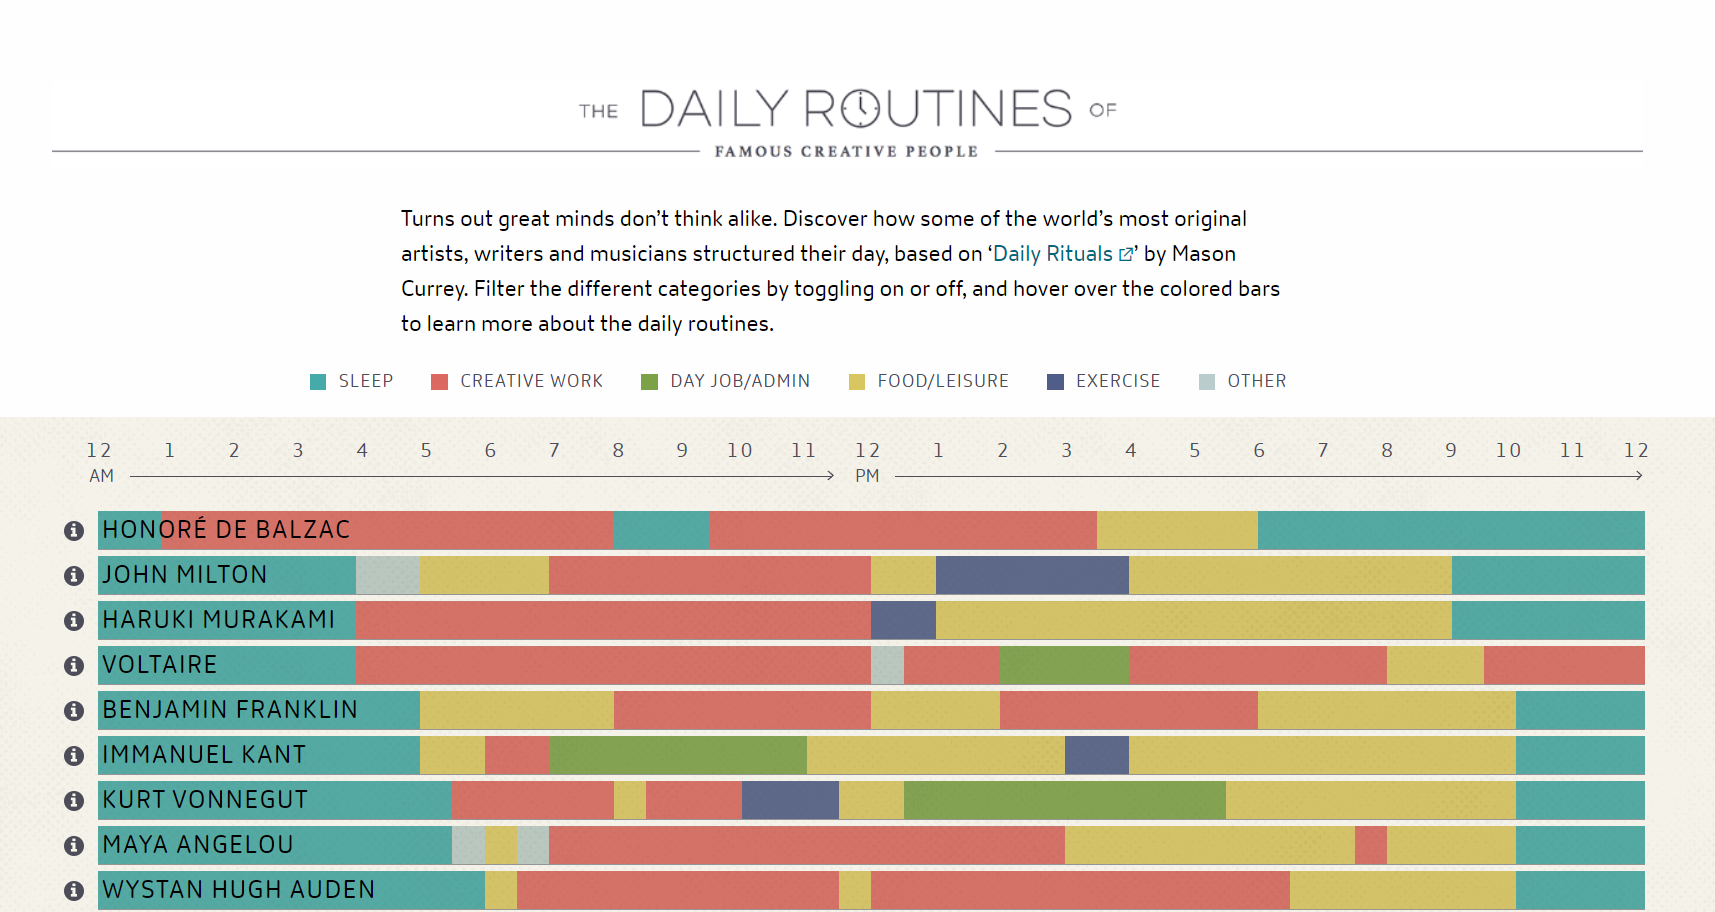 THE DAILY ROUTINES OF
FAMOUS CREATIVE PEOPLE
Turns out great minds don’t think alike. Discover how some of the world’s most original
artists, writers and musicians structured their day, based on ‘Daily Rituals’ by Mason
Currey. Filter the different categories by toggling on or off, and hover over the colored bars
to learn more about the daily routines.
SLEEP CREATIVE WORK DAY JOB/ADMIN FOOD/LEISURE EXERCISE OTHER
12 1 2 3 4 5 6 7 8 9 10 11 12 1 2 3 4 5 6 7 8 9 10 11 12
AM PM
HONORÉ DE BALZAC
JOHN MILTON
HARUKI MURAKAMI
VOLTAIRE
BENJAMIN FRANKLIN
IMMANUEL KANT
KURT VONNEGUT
MAYA ANGELOU
WYSTAN HUGH AUDEN